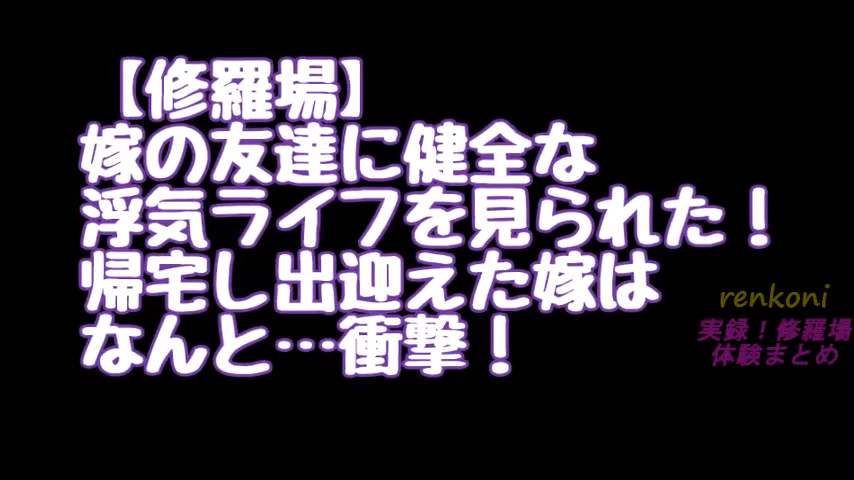 【修羅場】
嫁の友達に健全な
浮気ライフを見られた！
帰宅し出迎えた嫁は
なんと…衝撃！
renkoni
実録！修羅場
体験まとめ